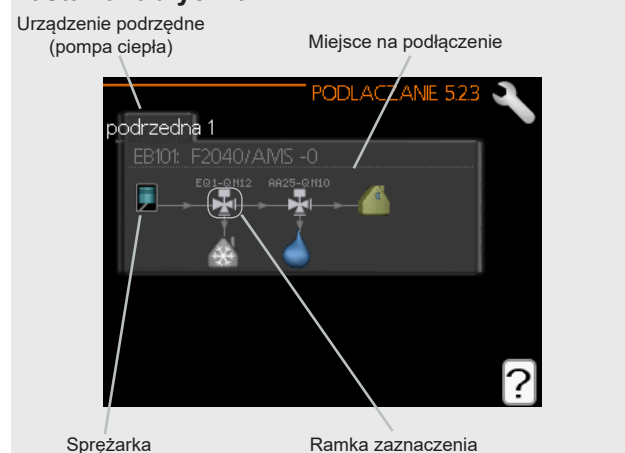 Urządzenie podrzędne
(pompa ciepła)
Miejsce na podłączenie
PODLACZANIE 5.2.3
podrzedna 1
EB101: F2040/AMS -0
EQ1-QN12 AA25-QN10
?
Sprężarka
Ramka zaznaczenia